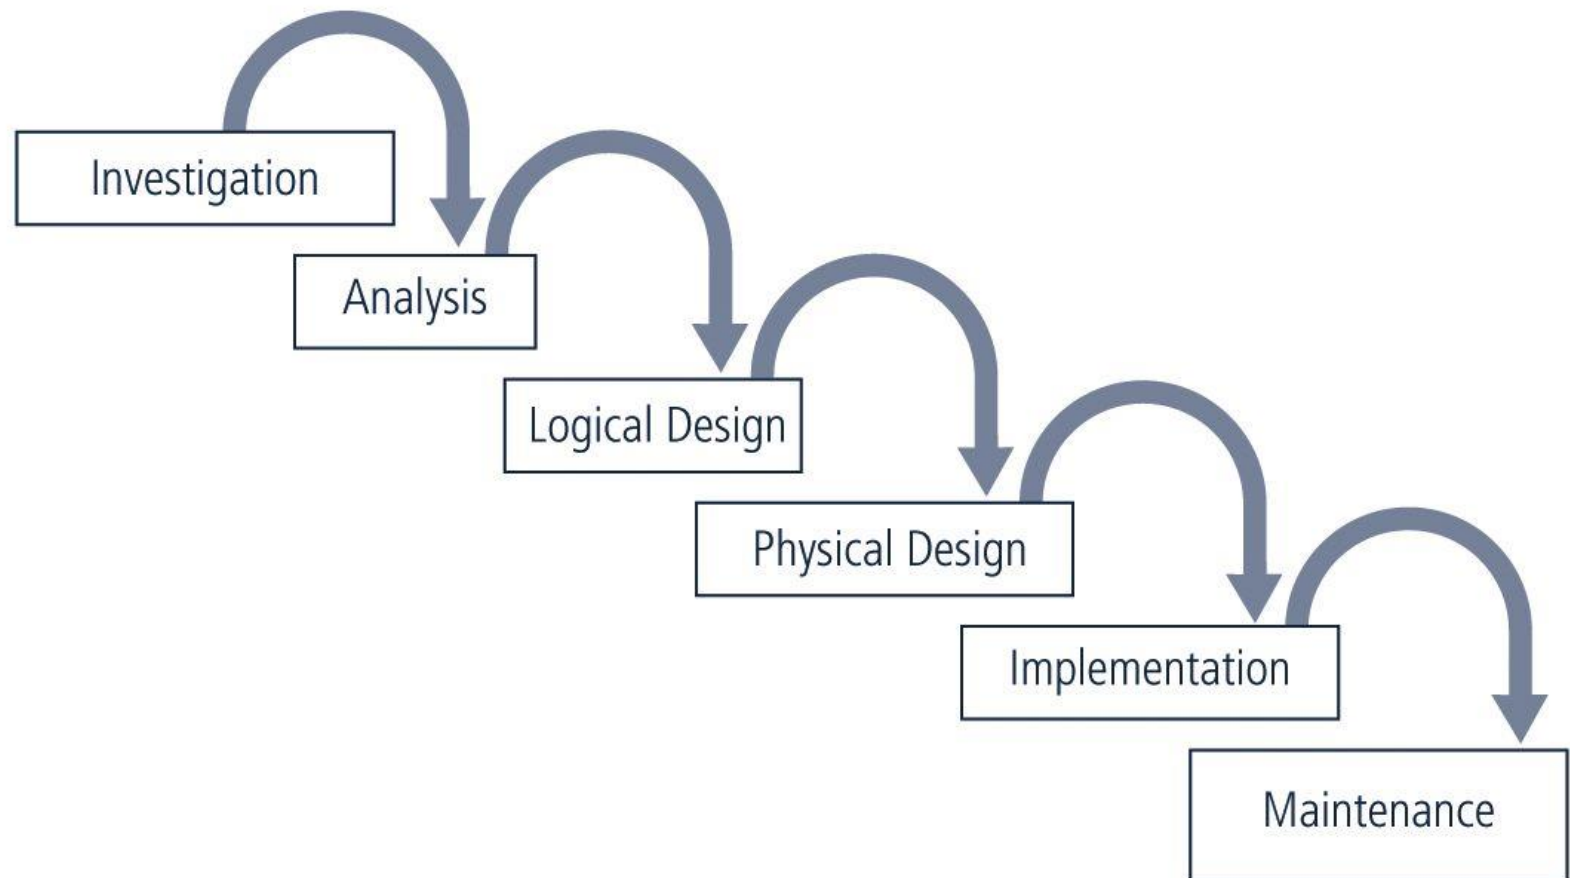 Investigation
Analysis
Logical Design
Physical Design
Implementation
Maintenance